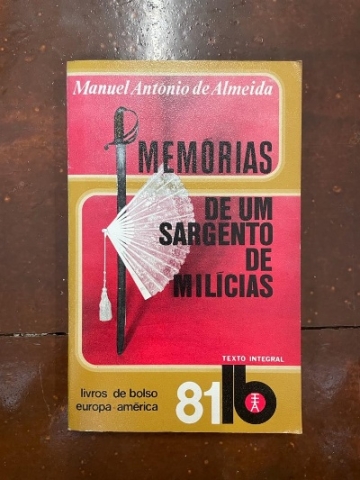 Manuel António de Almeida
MEMÓRIAS
DE UM
SARGENTO
DE
MILÍCIAS
TEXTO INTEGRAL
livros de bolso
europa-américa
81 lb